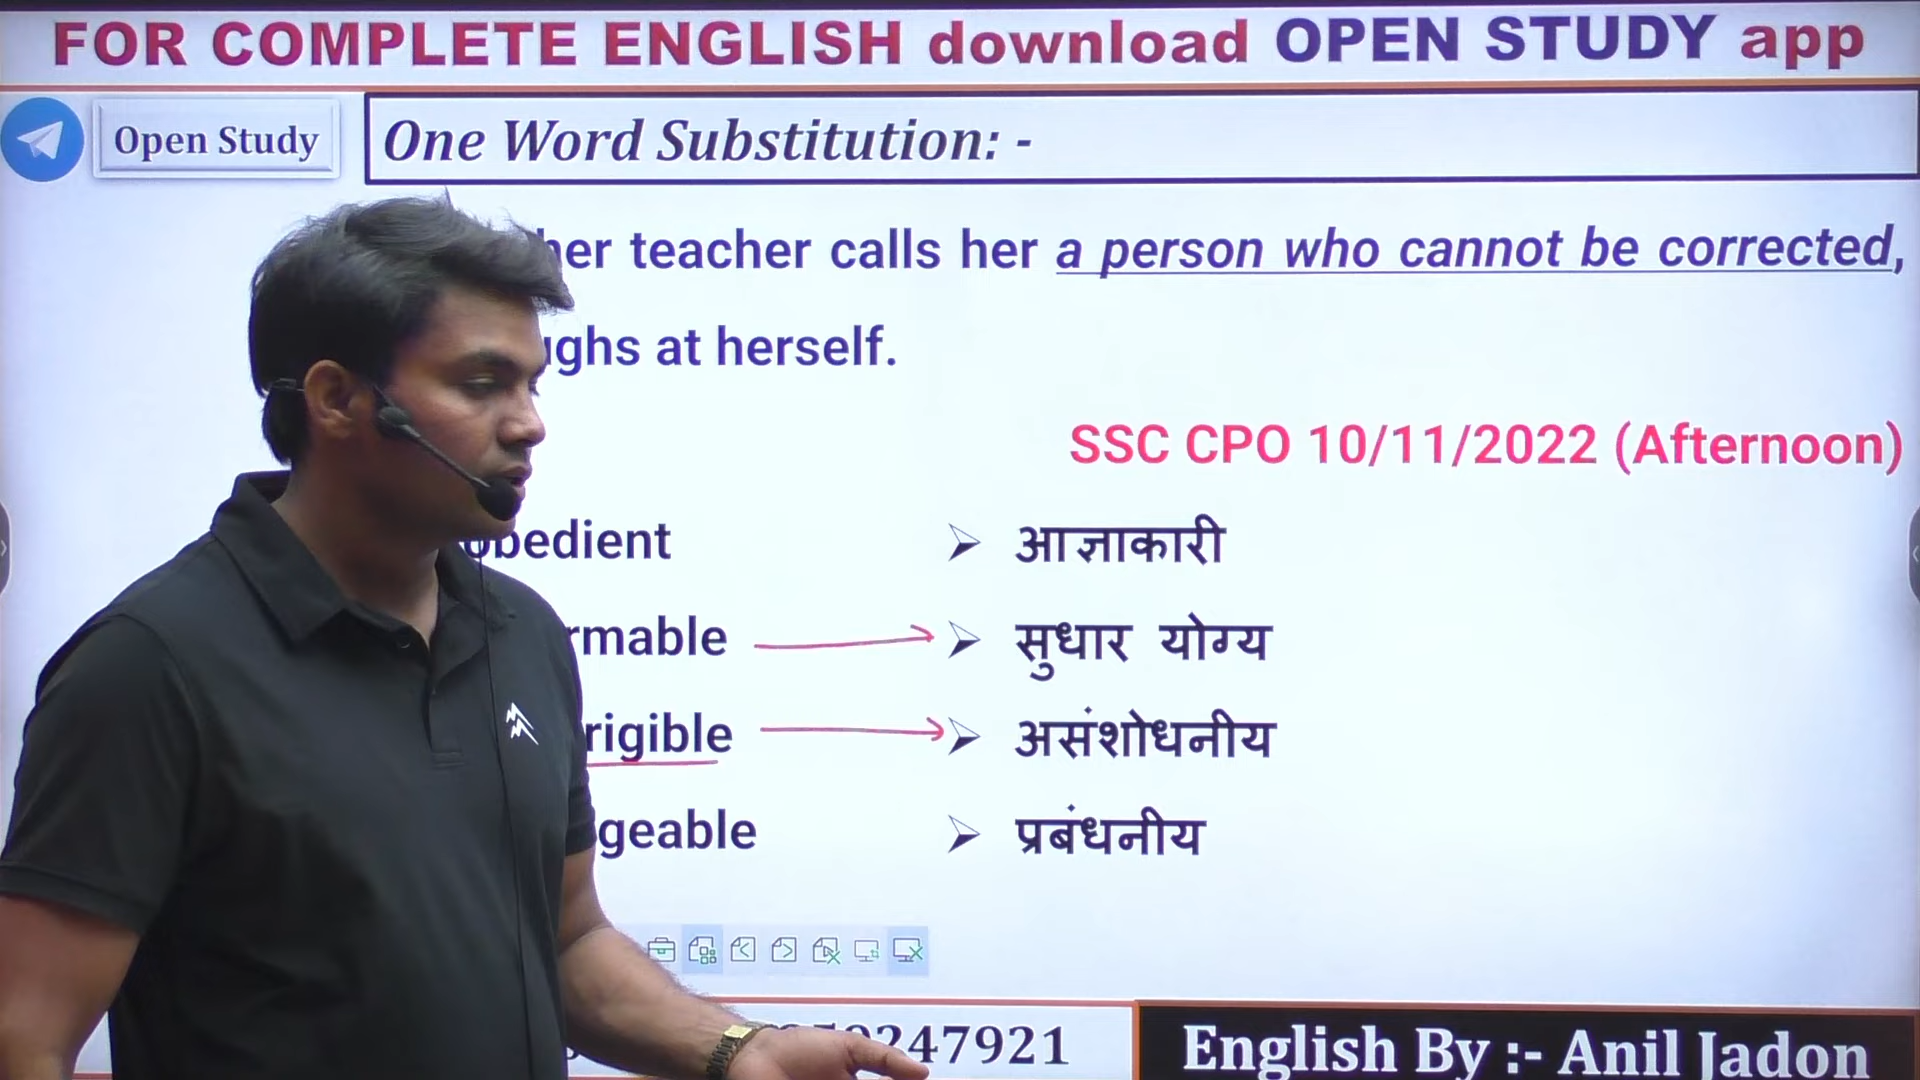 FOR COMPLETE ENGLISH download OPEN STUDY app
Open Study
One Word Substitution: -
her teacher calls her a person who cannot be corrected,
ghs at herself.
SSC CPO 10/11/2022 (Afternoon)
obedient
आज्ञाकारी
rmable
सुधार योग्य
rigible
असंशोधनीय
geable
प्रबंधनीय
247921
English By :- Anil Jadon